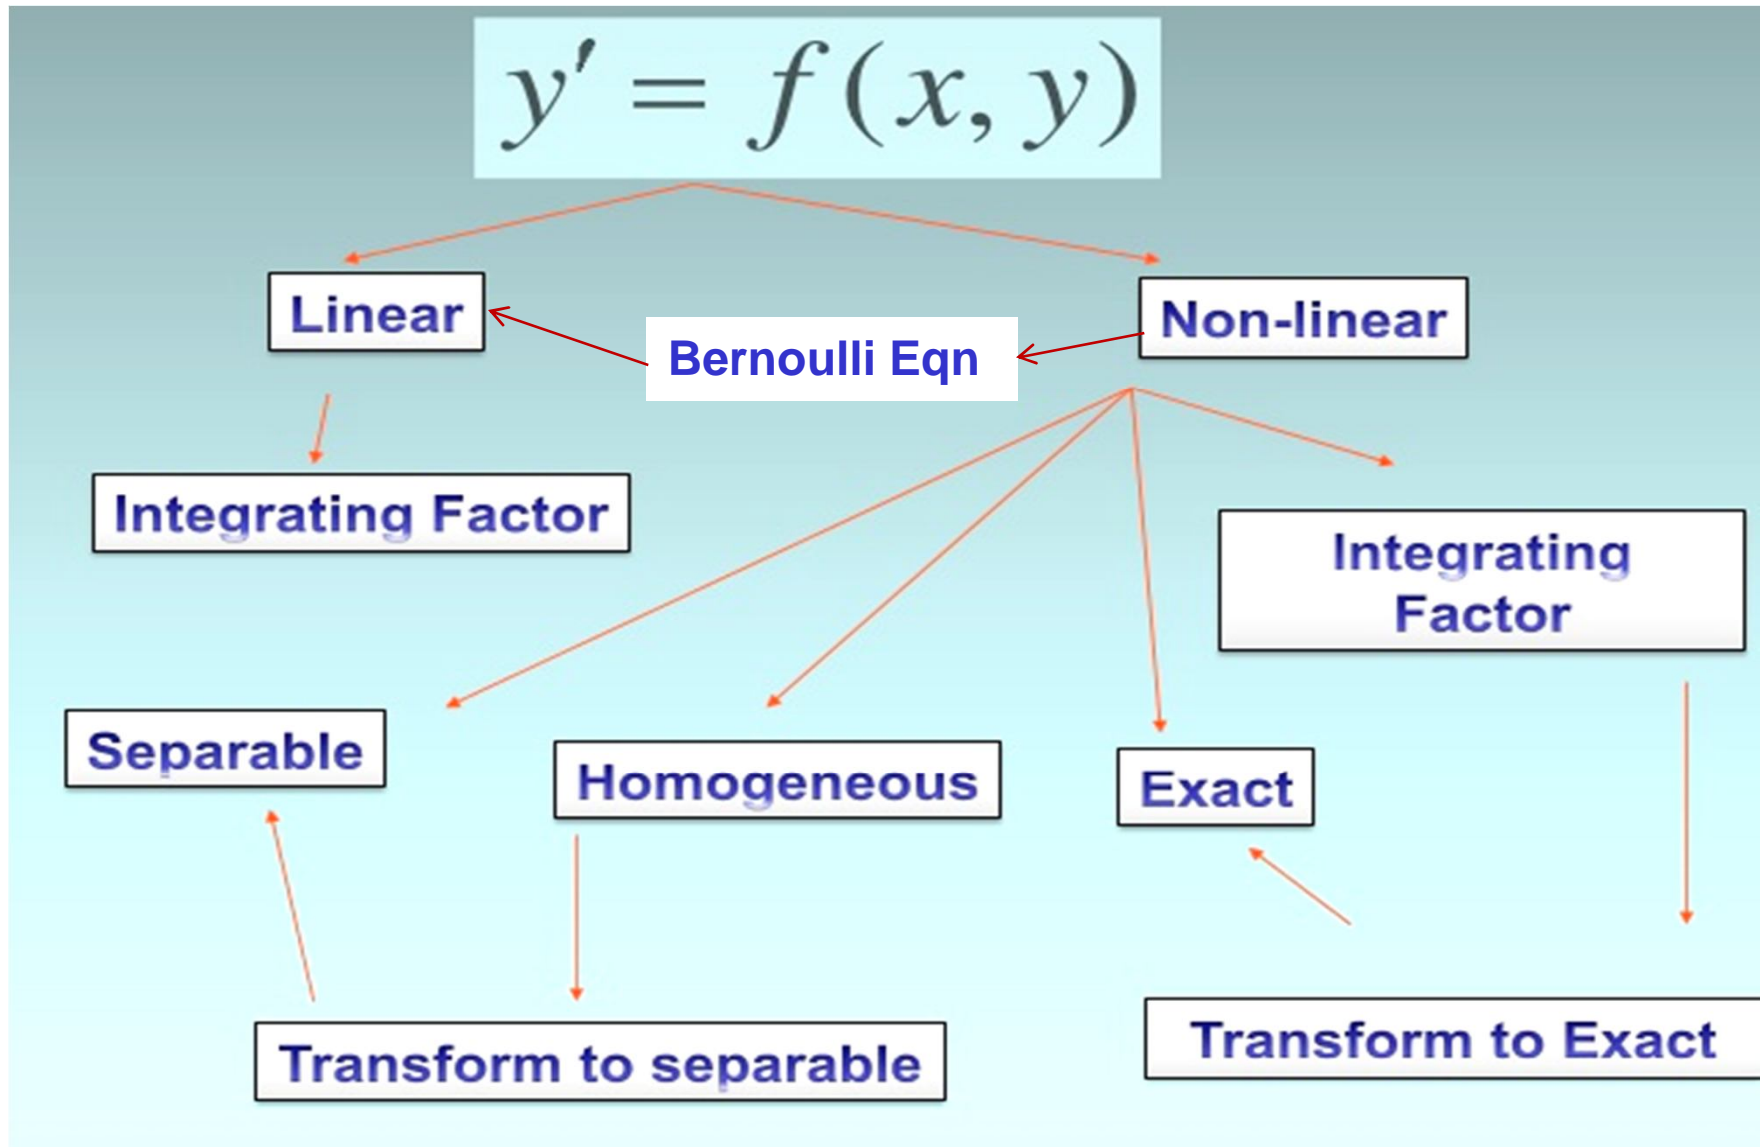 y' = f(x, y)
Linear
Non-linear
Bernoulli Eqn
Integrating Factor
Integrating
Factor
Separable
Homogeneous
Exact
Transform to separable
Transform to Exact